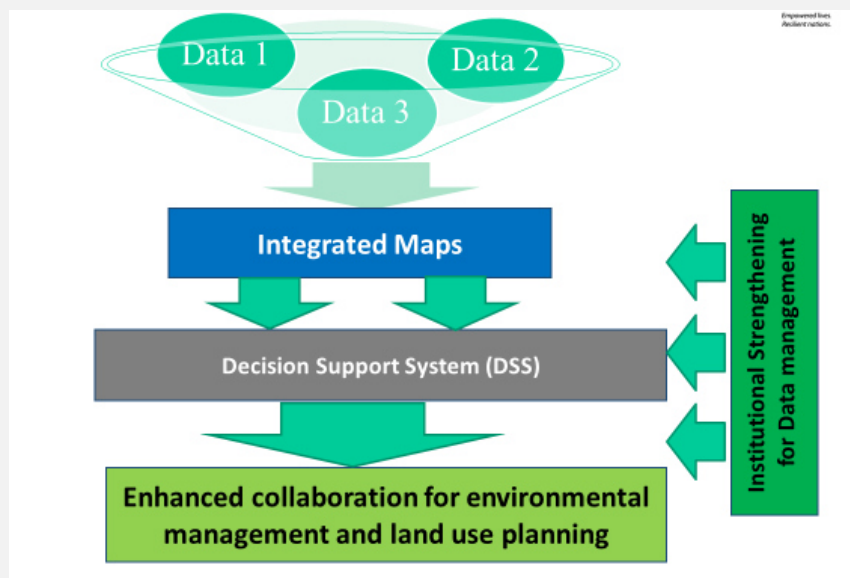 Empowered lives.
Resilient nations.
Data 1
Data 2
Data 3
Integrated Maps
Decision Support System (DSS)
Enhanced collaboration for environmental
management and land use planning
Institutional Strengthening
for Data management